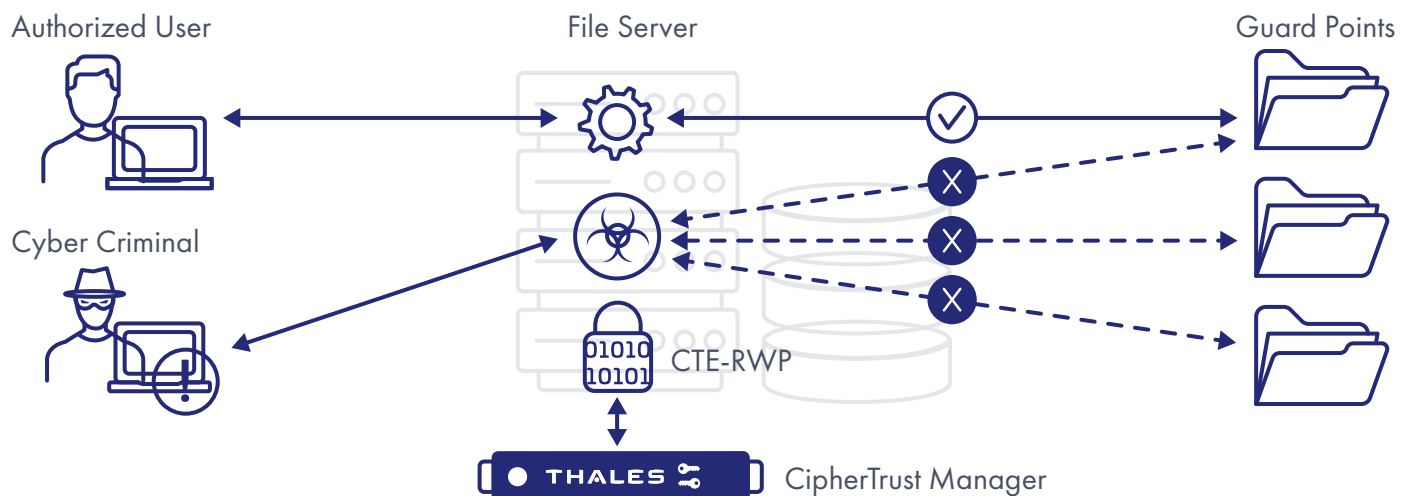 Authorized User
File Server
Guard Points
Cyber Criminal
X
X
X
!
01010
10101
CTE-RWP
THALES
CipherTrust Manager